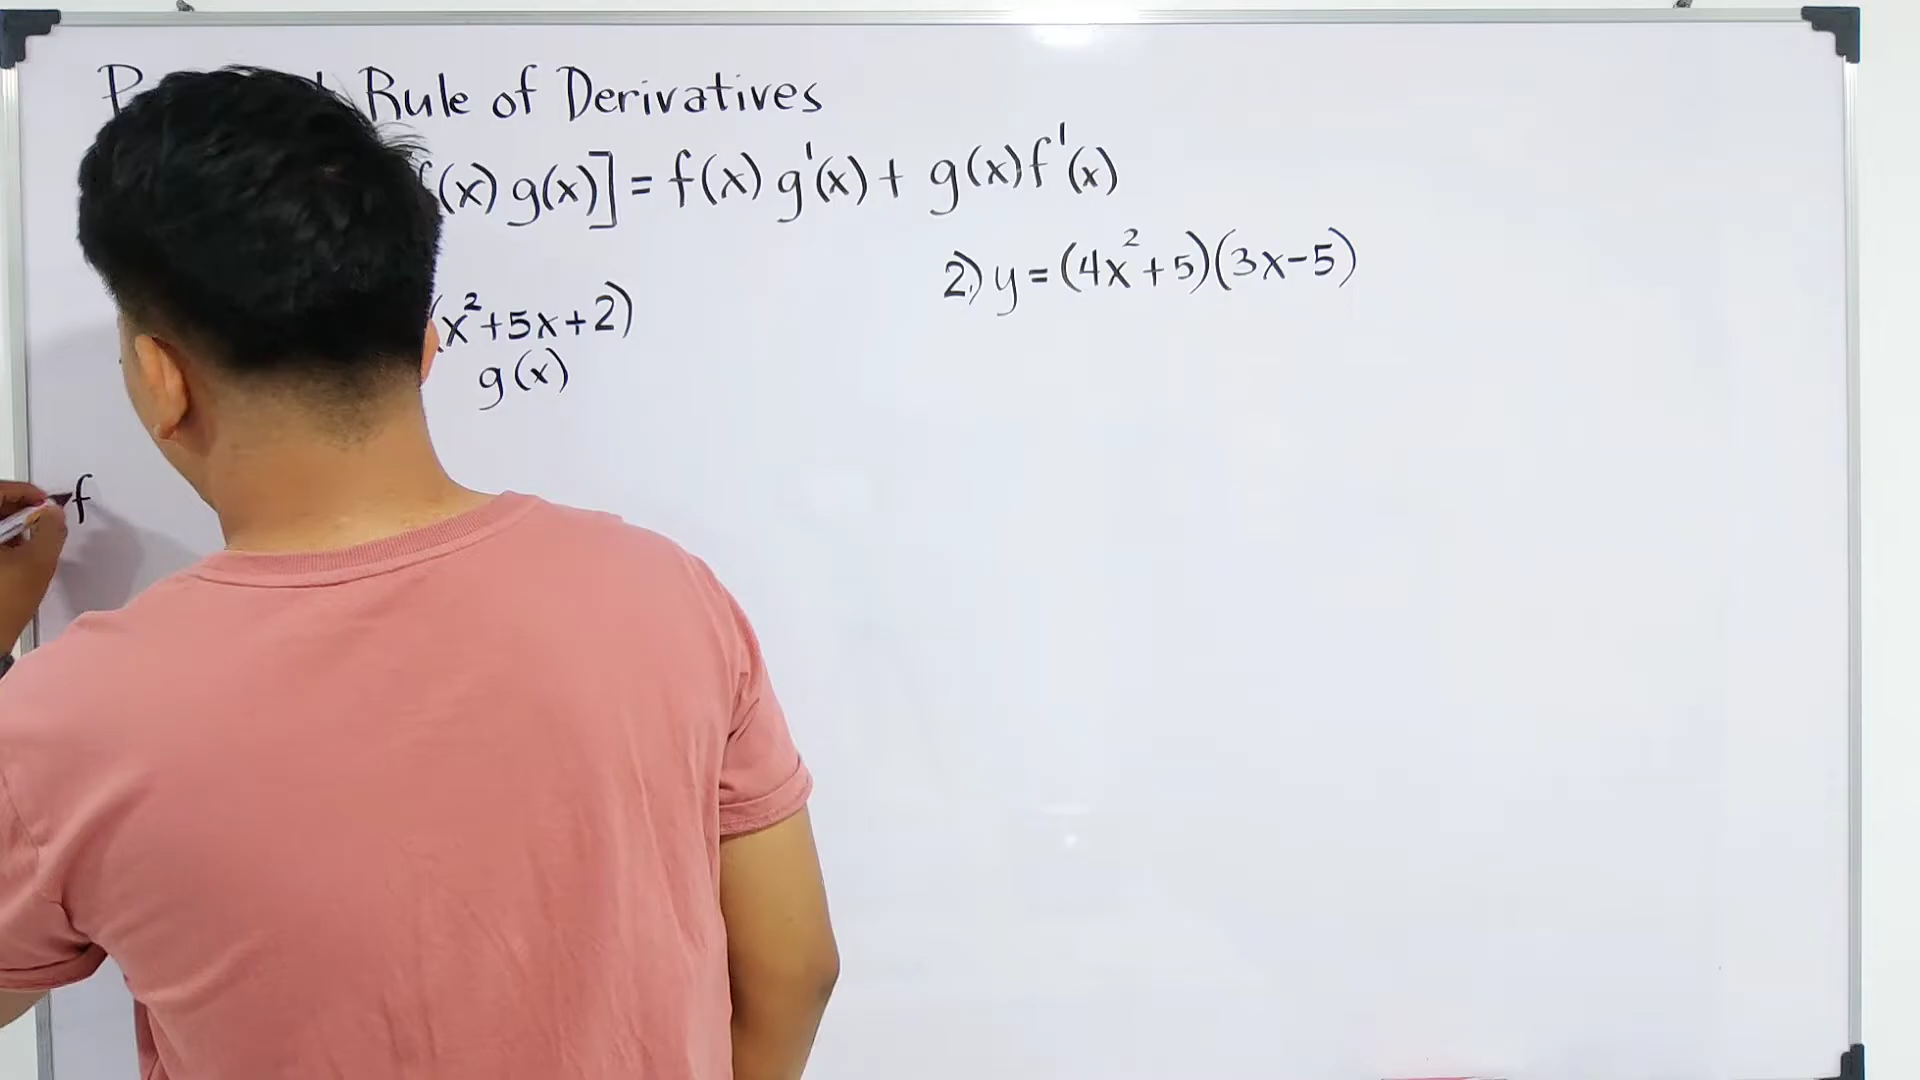 Rule of Derivatives
(x) g(x)] = f(x) g'(x) + g(x) f'(x)
2.) y = (4x²+5)(3x-5)
(x²+5x+2)
g(x)
f